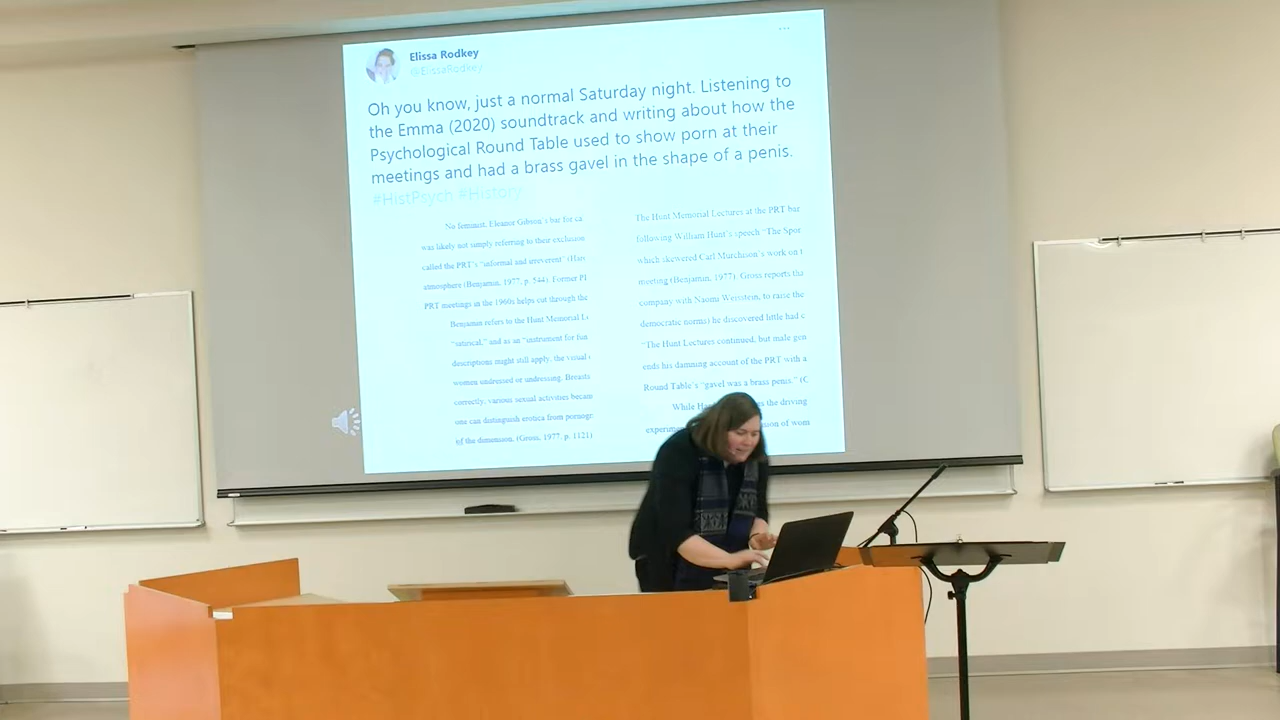 Elissa Rodkey
@ElissaRodkey
Oh you know, just a normal Saturday night. Listening to
the Emma (2020) soundtrack and writing about how the
Psychological Round Table used to show porn at their
meetings and had a brass gavel in the shape of a penis.
#HistPsych #History
No feminist, Eleanor Gibson's bar for ca
was likely not simply referring to their exclusion
called the PRT's "informal and irreverent" (Hars
atmosphere (Benjamin, 1977, p. 544). Former PI
PRT meetings in the 1960s helps cut through the
Benjamin refers to the Hunt Memorial Le
"satirical," and as an "instrument for fun
descriptions might still apply, the visual
women undressed or undressing. Breasts
correctly, various sexual activities becam
one can distinguish erotica from pornogr
of the dimension. (Gross, 1977, p. 1121)
The Hunt Memorial Lectures at the PRT bar
following William Hunt's speech "The Spor
which skewered Carl Murchison's work on t
meeting (Benjamin, 1977). Gross reports tha
company with Naomi Weisstein, to raise the
democratic norms) he discovered little had c
"The Hunt Lectures continued, but male gen
ends his damning account of the PRT with a
Round Table's "gavel was a brass penis." (C
While the driving
of wom